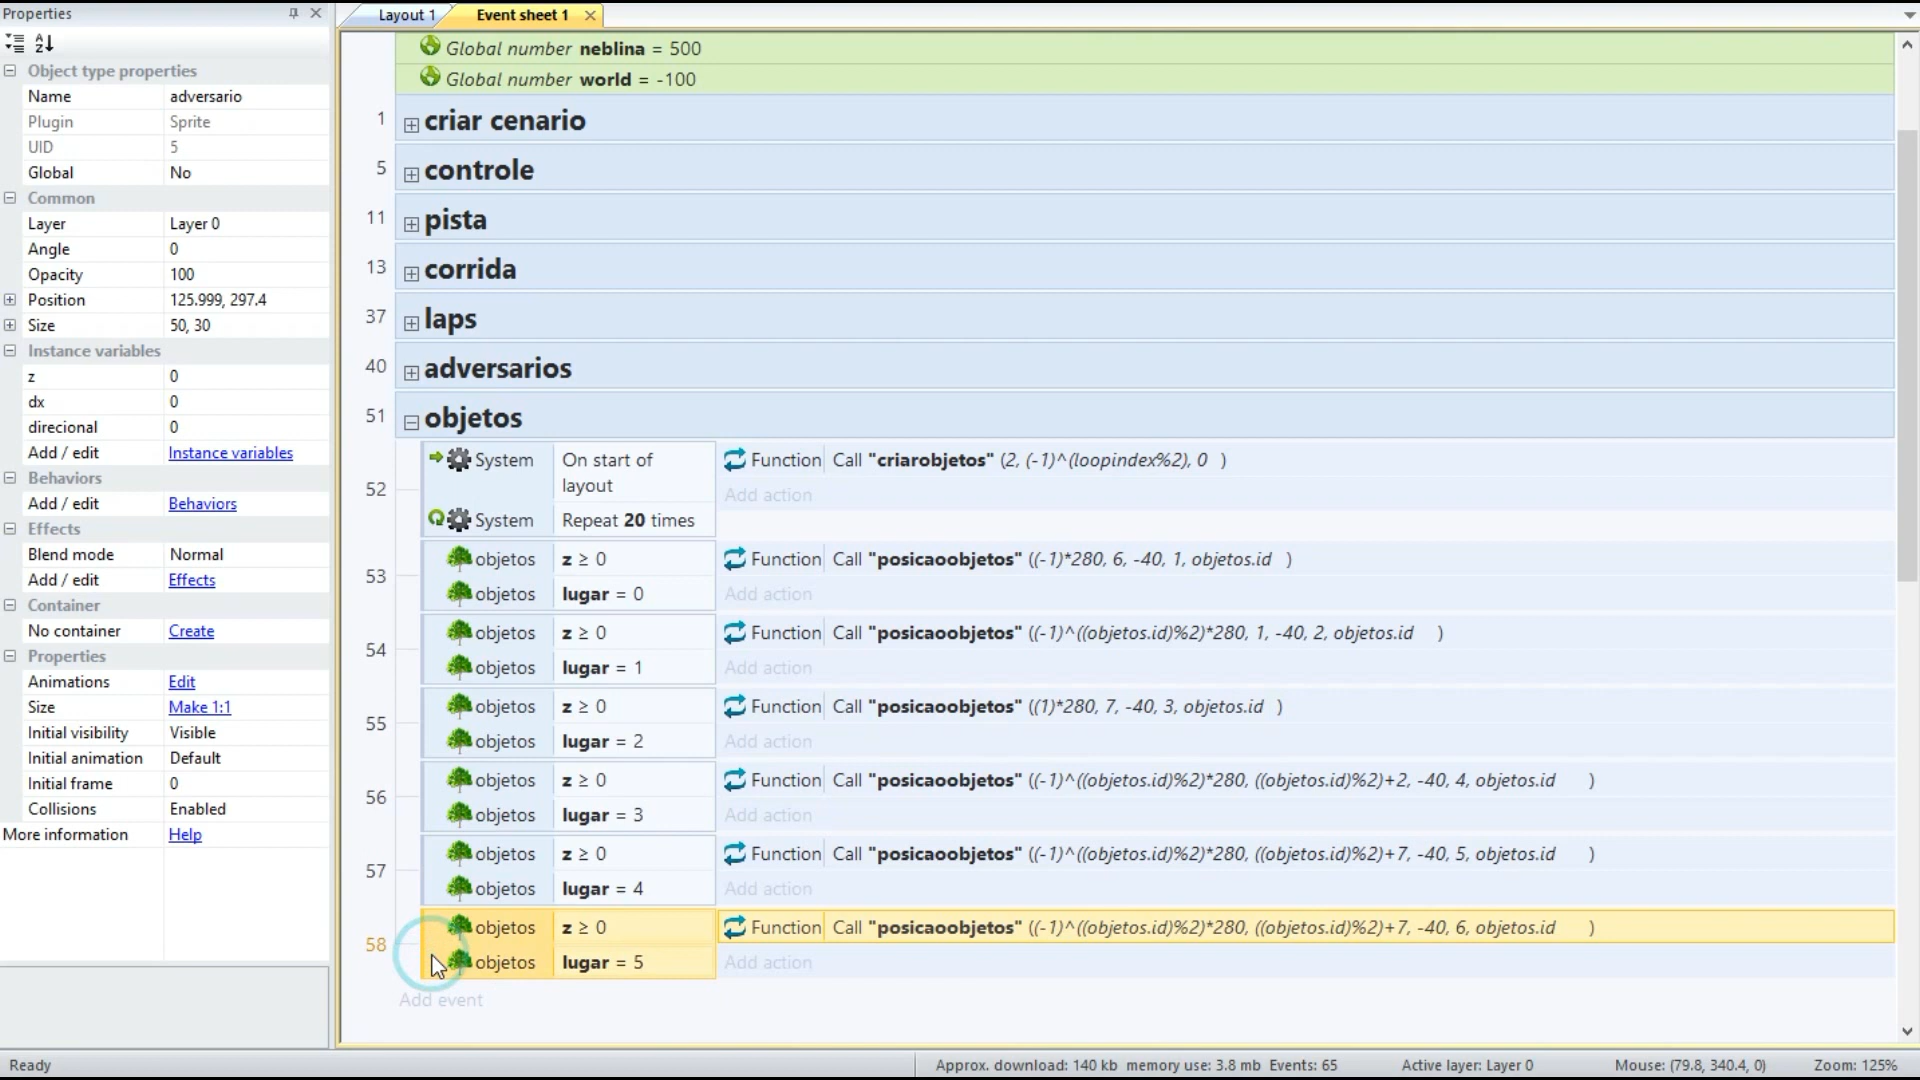 Properties
Layout 1
Event sheet 1
A Z
Object type properties
Name adversario
Plugin Sprite
UID 5
Global No
Common
Layer Layer 0
Angle 0
Opacity 100
Position 125.999, 297.4
Size 50, 30
Instance variables
z 0
dx 0
direcional 0
Add / edit Instance variables
Behaviors
Add / edit Behaviors
Effects
Blend mode Normal
Add / edit Effects
Container
No container Create
Properties
Animations Edit
Size Make 1:1
Initial visibility Visible
Initial animation Default
Initial frame 0
Collisions Enabled
More information Help
Global number neblina = 500
Global number world = -100
1 criar cenario
5 controle
11 pista
13 corrida
37 laps
40 adversarios
51 objetos
52
System On start of layout
Function Call "criarobjetos" (2, (-1)^(loopindex%2), 0 )
Add action
System Repeat 20 times
53
objetos z ≥ 0
Function Call "posicaoobjetos" ((-1)*280, 6, -40, 1, objetos.id )
objetos lugar = 0
Add action
54
objetos z ≥ 0
Function Call "posicaoobjetos" ((-1)^((objetos.id)%2)*280, 1, -40, 2, objetos.id )
objetos lugar = 1
Add action
55
objetos z ≥ 0
Function Call "posicaoobjetos" ((1)*280, 7, -40, 3, objetos.id )
objetos lugar = 2
Add action
56
objetos z ≥ 0
Function Call "posicaoobjetos" ((-1)^((objetos.id)%2)*280, ((objetos.id)%2)+2, -40, 4, objetos.id )
objetos lugar = 3
Add action
57
objetos z ≥ 0
Function Call "posicaoobjetos" ((-1)^((objetos.id)%2)*280, ((objetos.id)%2)+7, -40, 5, objetos.id )
objetos lugar = 4
Add action
58
objetos z ≥ 0
Function Call "posicaoobjetos" ((-1)^((objetos.id)%2)*280, ((objetos.id)%2)+7, -40, 6, objetos.id )
objetos lugar = 5
Add action
Add event
Ready
Approx. download: 140 kb memory use: 3.8 mb Events: 65
Active layer: Layer 0
Mouse: (79.8, 340.4, 0)
Zoom: 125%